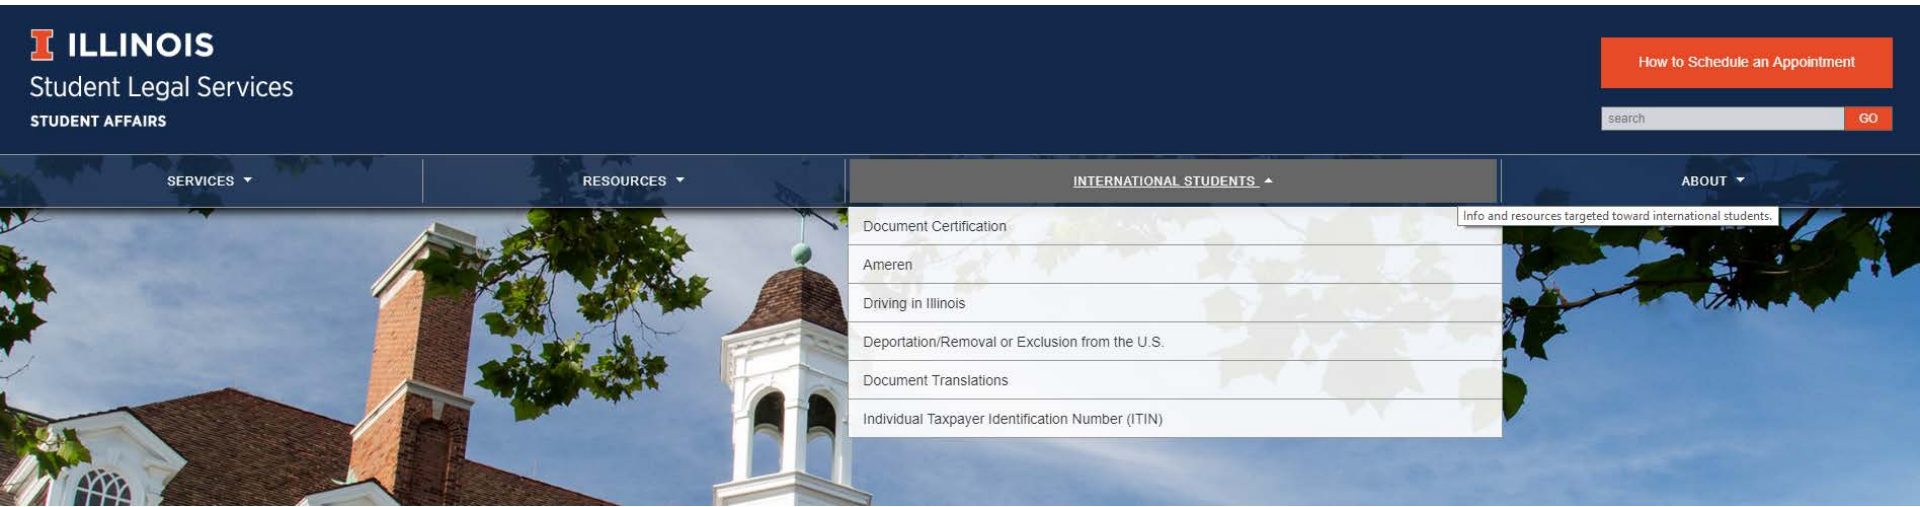 I ILLINOIS
Student Legal Services
STUDENT AFFAIRS
How to Schedule an Appointment
search GO
SERVICES RESOURCES INTERNATIONAL STUDENTS ABOUT
Info and resources targeted toward international students.
Document Certification
Ameren
Driving in Illinois
Deportation/Removal or Exclusion from the U.S.
Document Translations
Individual Taxpayer Identification Number (ITIN)